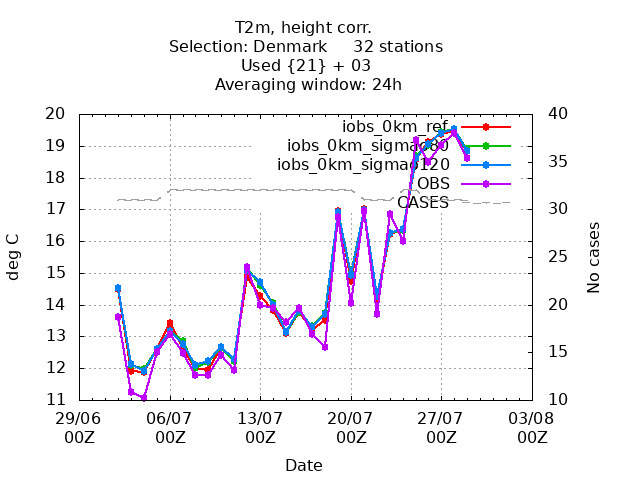 T2m, height corr.
Selection: Denmark     32 stations
Used {21} + 03
Averaging window: 24h
20
19
18
17
16
15
14
13
12
11
deg C
40
35
30
25
20
15
10
No cases
iobs_0km_ref
iobs_0km_sigmao80
iobs_0km_sigmao120
OBS
CASES
29/06 06/07 13/07 20/07 27/07 03/08
00Z 00Z 00Z 00Z 00Z 00Z
Date